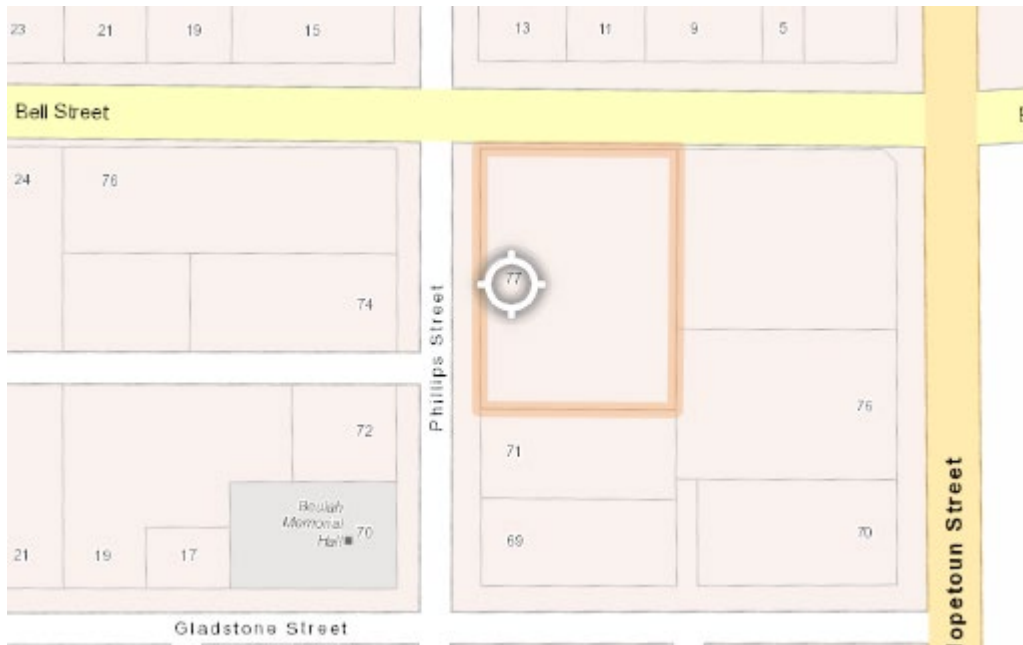 23 21 19 15 13 11 9 5
Bell Street
24 76
77
74
Phillips Street
72
76
71
Beulah
Memorial
Hall 70
21 19 17
69
70
opetoun Street
Gladstone Street